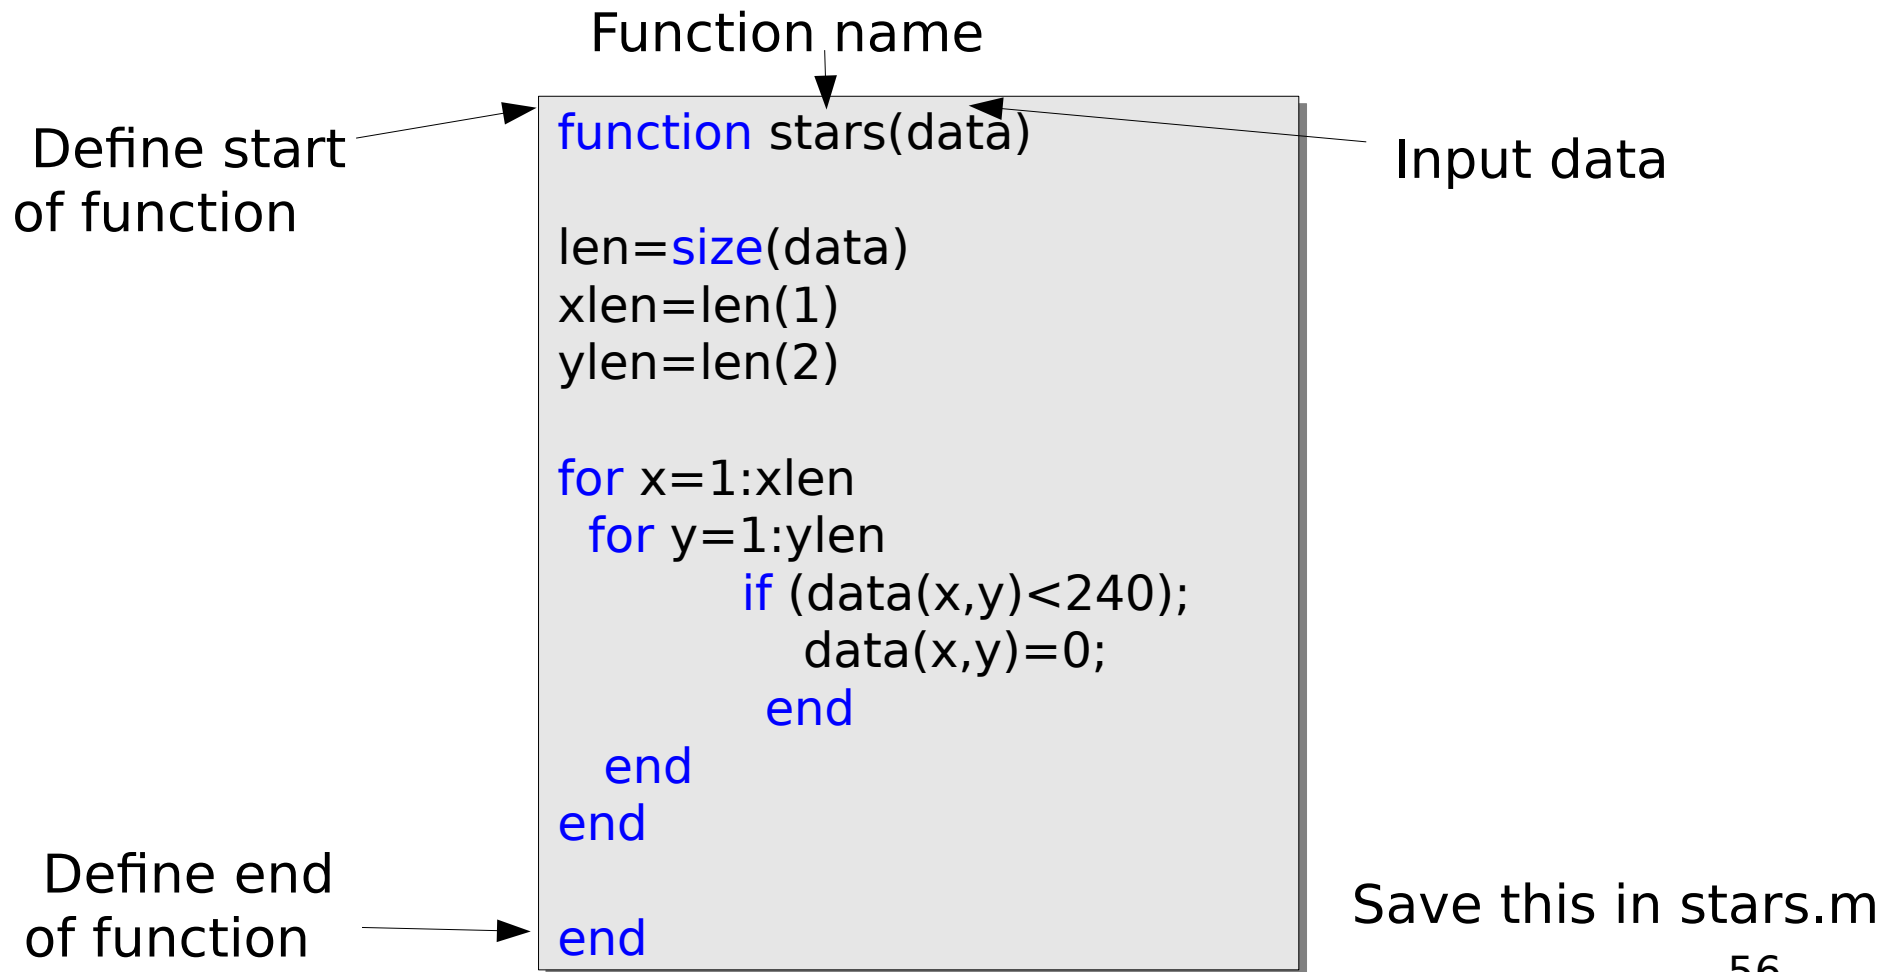 Function name
Define start
of function
Input data
function stars(data)
len=size(data)
xlen=len(1)
ylen=len(2)
for x=1:xlen
for y=1:ylen
if (data(x,y)<240);
data(x,y)=0;
end
end
end
end
Define end
of function
Save this in stars.m
56